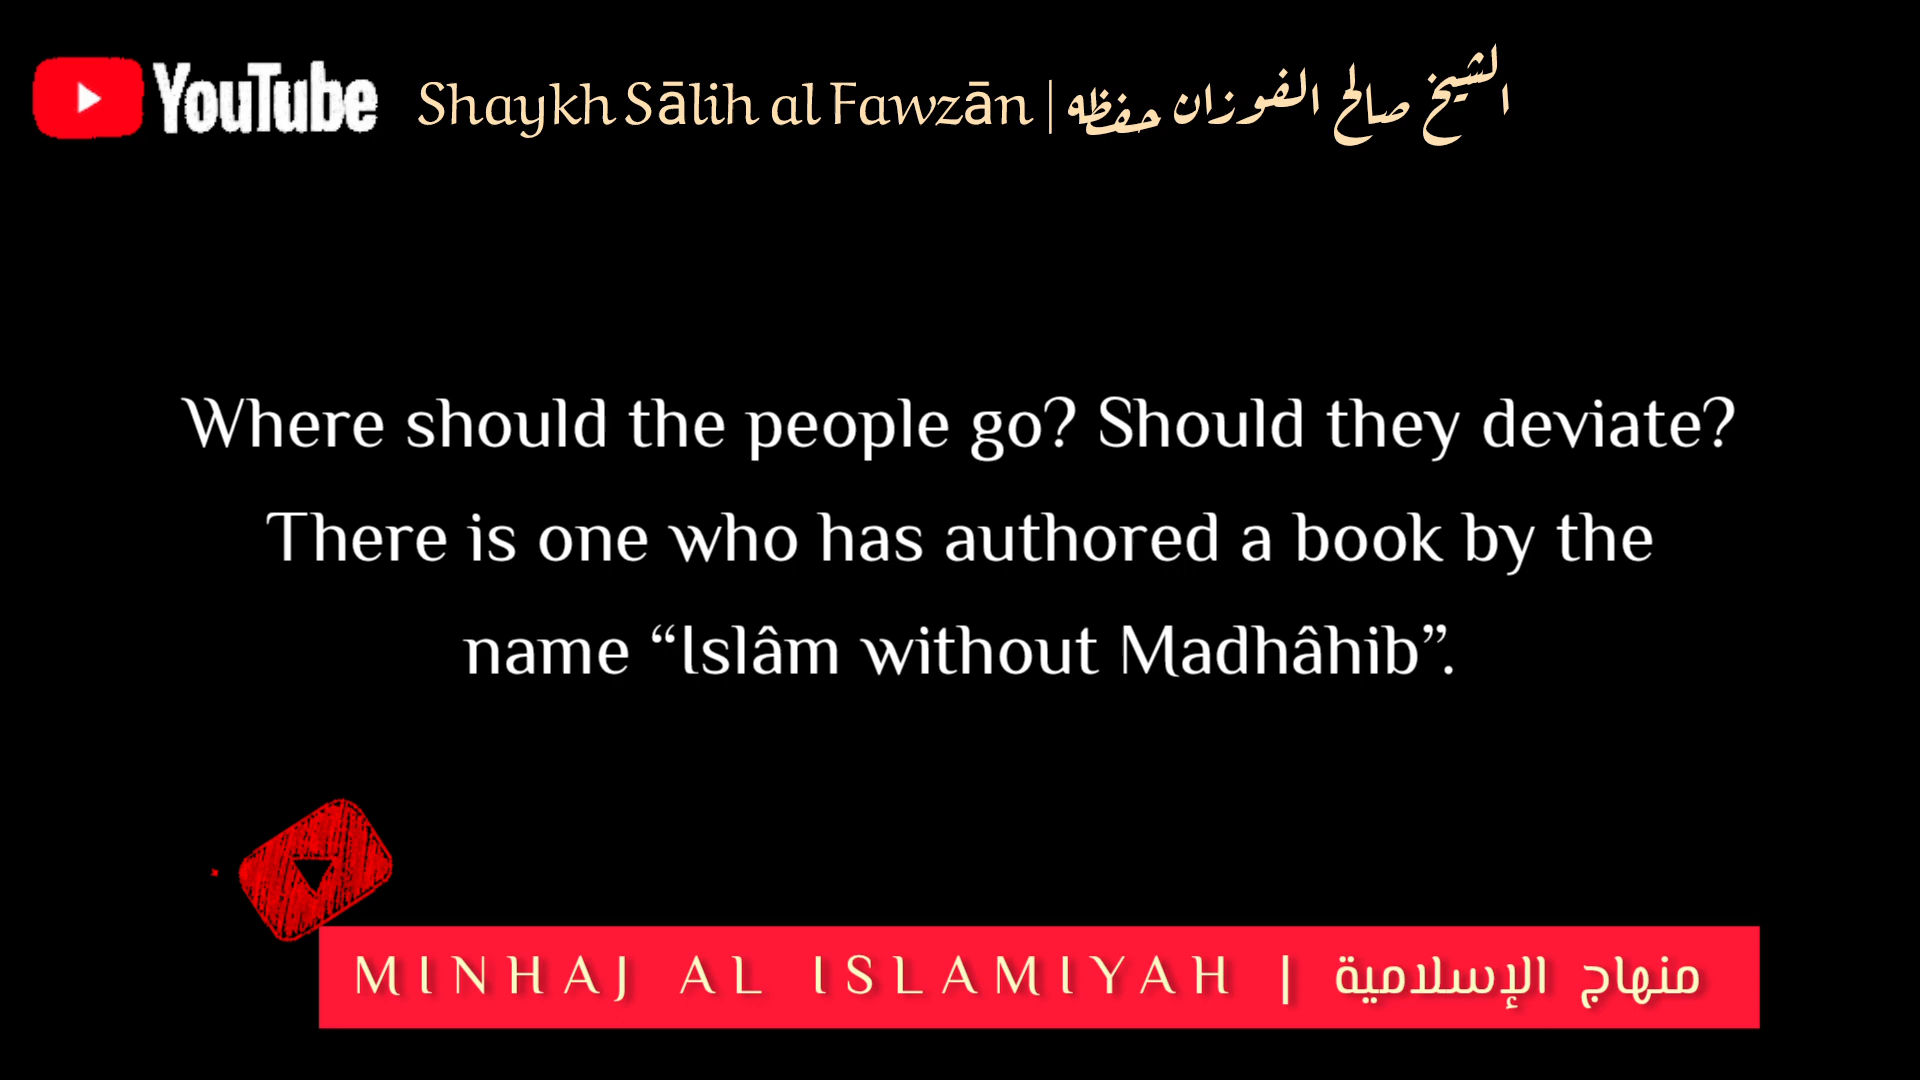 YouTube Shaykh Sālih al Fawzān | الشيخ صالح الفوزان حفظه
Where should the people go? Should they deviate?
There is one who has authored a book by the
name “Islâm without Madhâhib”.
MINHAJ AL ISLAMIYAH | منهاج الإسلامية